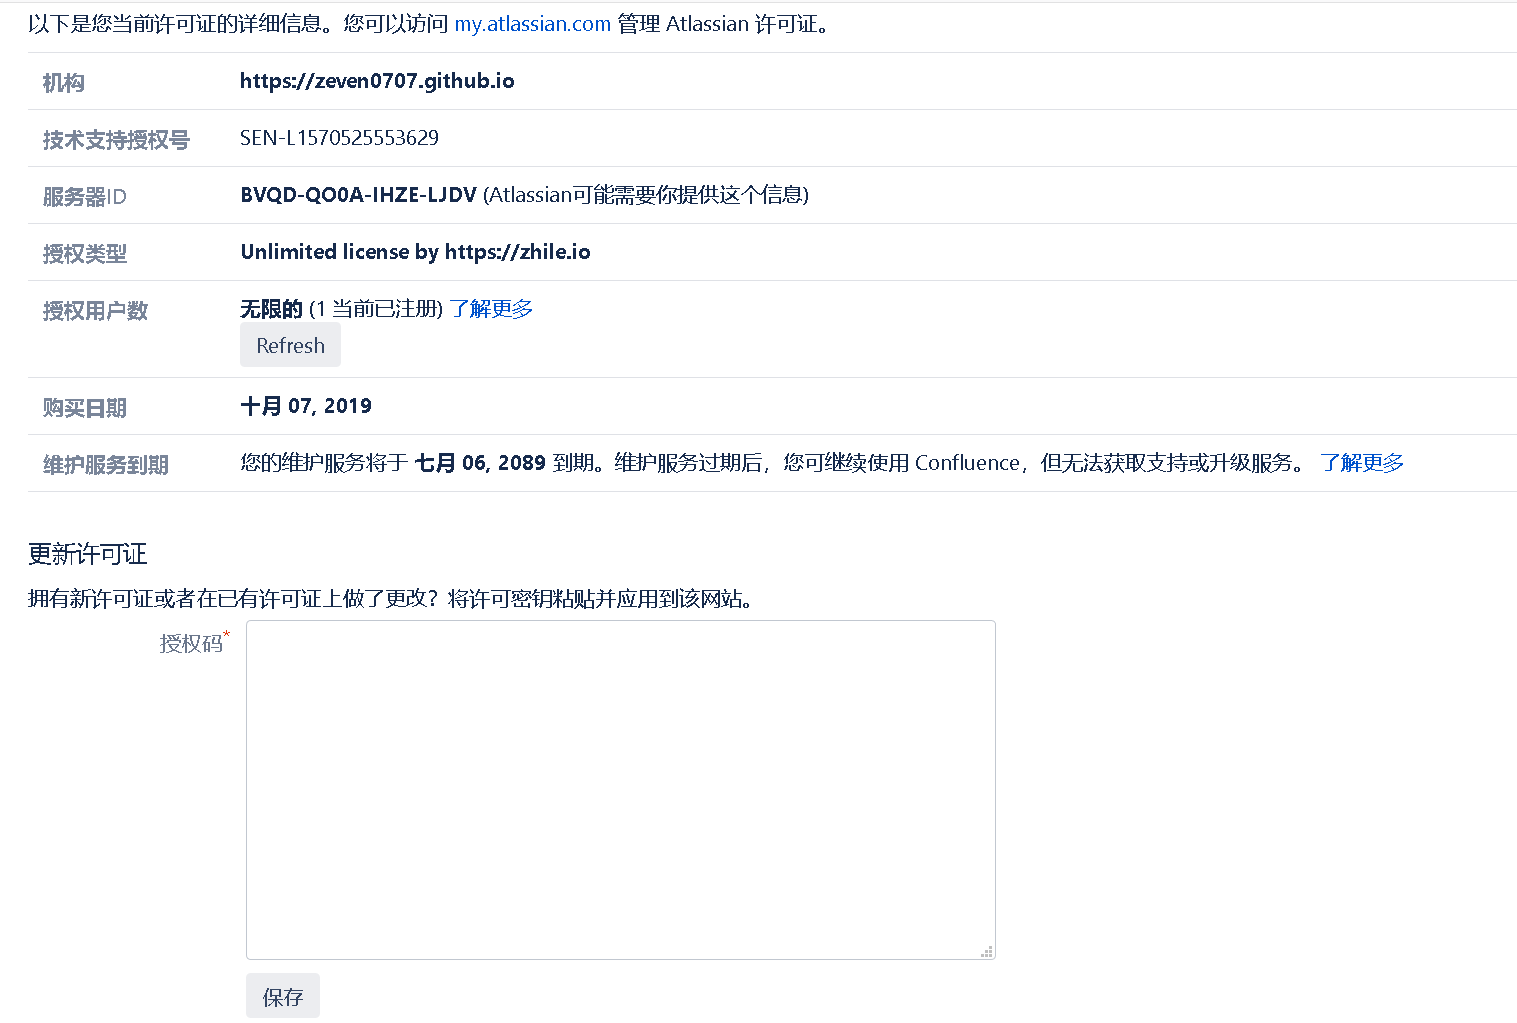 以下是您当前许可证的详细信息。您可以访问 my.atlassian.com 管理 Atlassian 许可证。
机构 https://zeven0707.github.io
技术支持授权号 SEN-L1570525553629
服务器ID BVQD-QO0A-IHZE-LJDV (Atlassian可能需要你提供这个信息)
授权类型 Unlimited license by https://zhile.io
授权用户数 无限的 (1 当前已注册) 了解更多
Refresh
购买日期 十月 07, 2019
维护服务到期 您的维护服务将于 七月 06, 2089 到期。维护服务过期后，您可继续使用 Confluence，但无法获取支持或升级服务。 了解更多
更新许可证
拥有新许可证或者在已有许可证上做了更改？将许可密钥粘贴并应用到该网站。
授权码*
保存